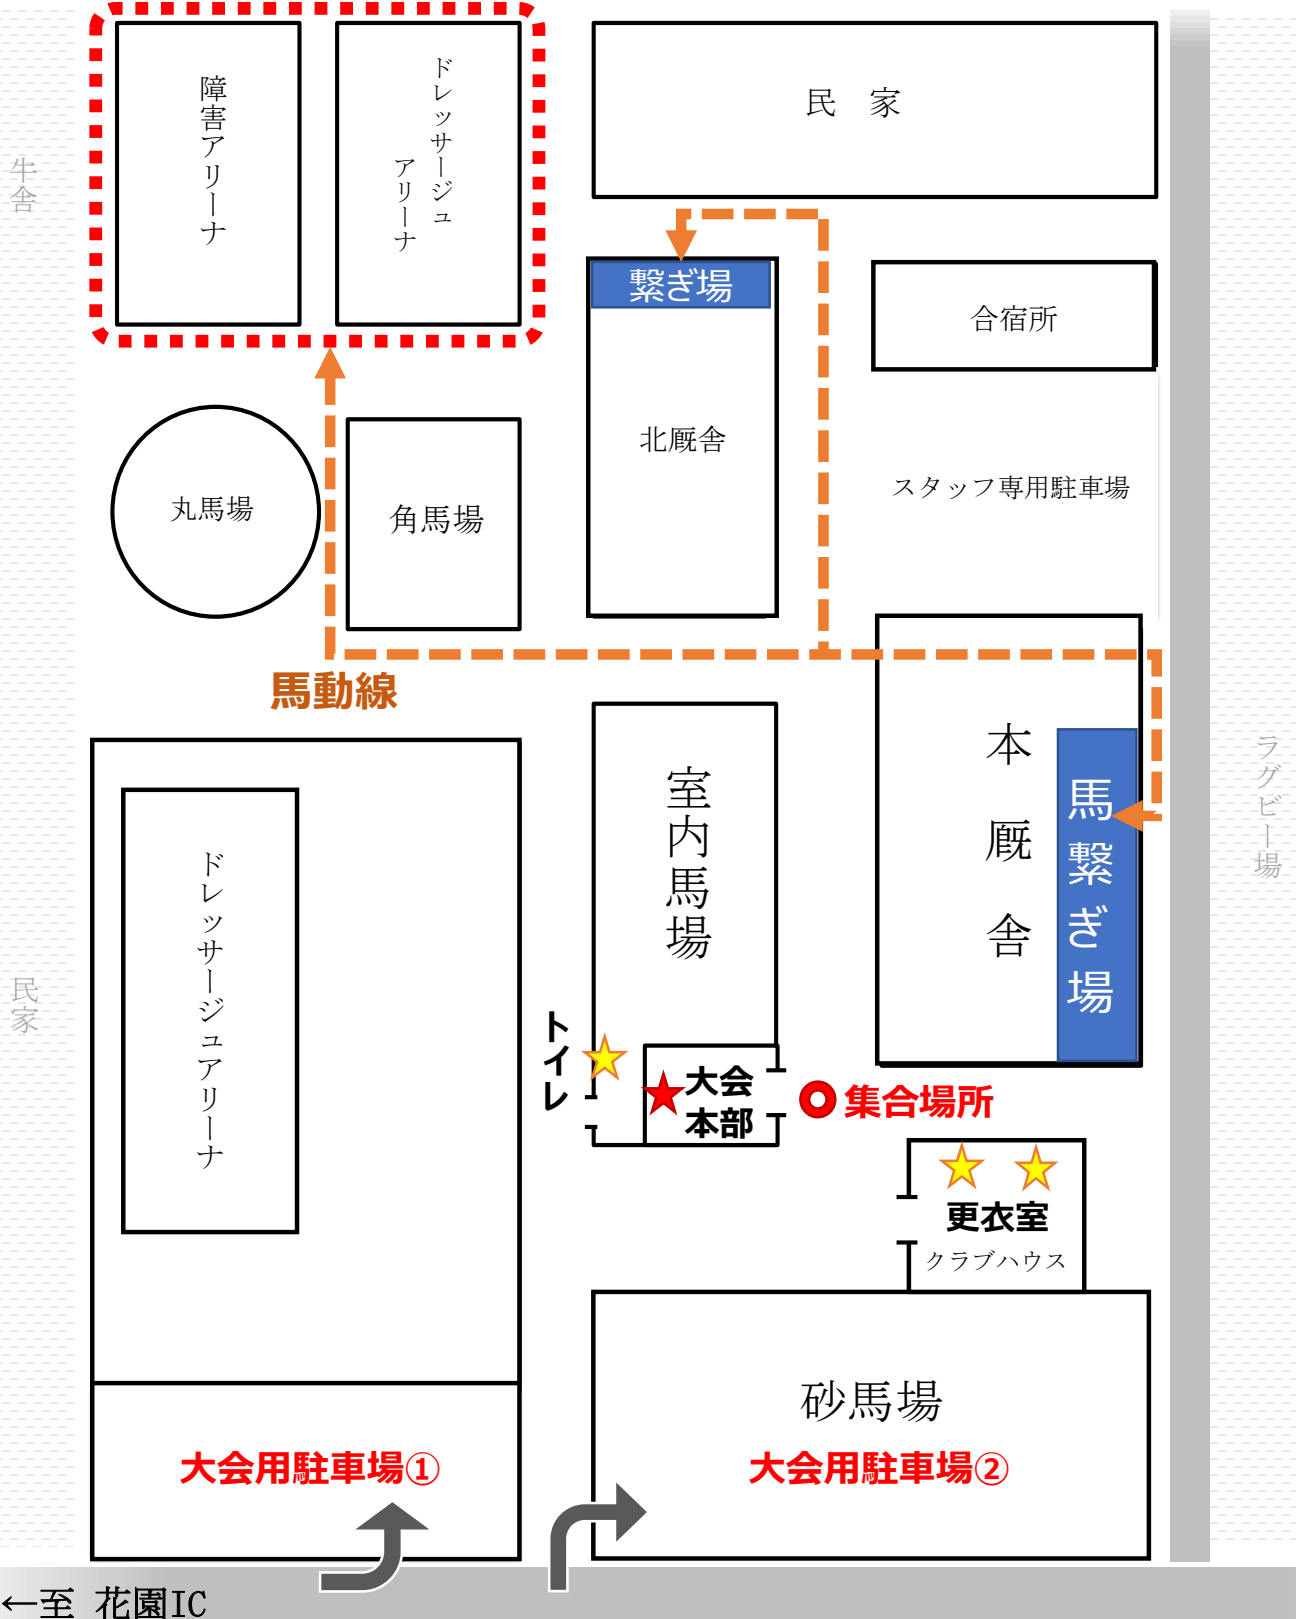 障害アリーナ
ドレッサージュ
アリーナ
民 家
牛舎
繋ぎ場
合宿所
北厩舎
スタッフ専用駐車場
丸馬場
角馬場
馬動線
本厩舎
馬繋ぎ場
室内馬場
ラグビー場
ドレッサージュアリーナ
民家
トイレ
大会
本部
集合場所
更衣室
クラブハウス
砂馬場
大会用駐車場①
大会用駐車場②
←至 花園IC